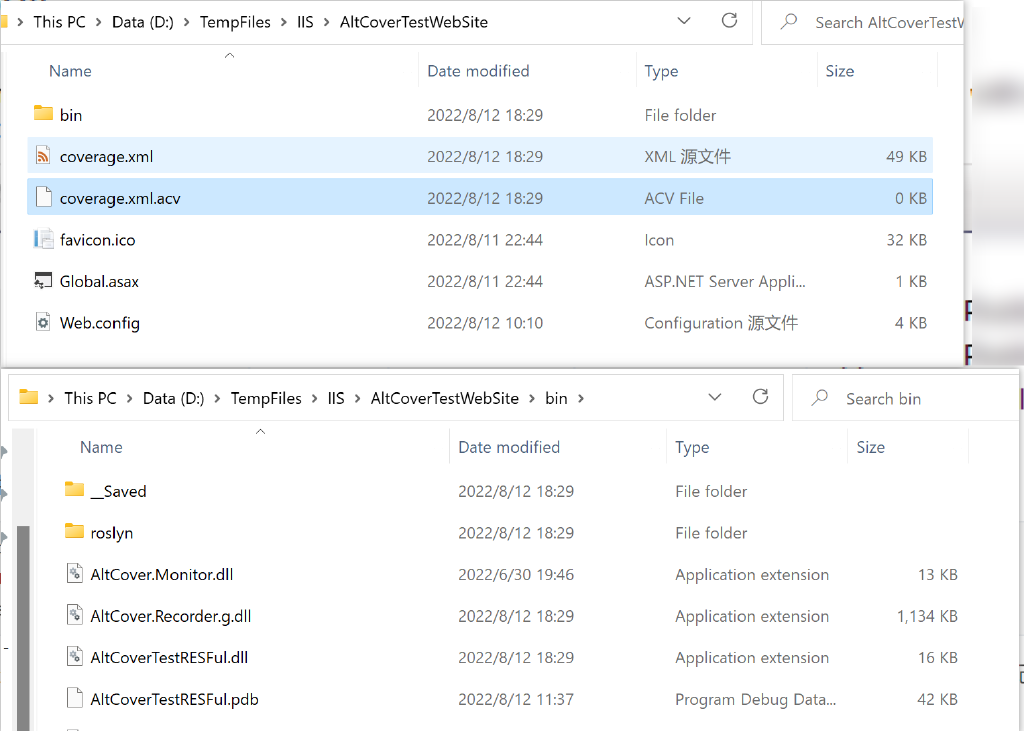 This PC > Data (D:) > TempFiles > IIS > AltCoverTestWebSite Search AltCoverTestW
Name Date modified Type Size
bin 2022/8/12 18:29 File folder
coverage.xml 2022/8/12 18:29 XML 源文件 49 KB
coverage.xml.acv 2022/8/12 18:29 ACV File 0 KB
favicon.ico 2022/8/11 22:44 Icon 32 KB
Global.asax 2022/8/11 22:44 ASP.NET Server Appli... 1 KB
Web.config 2022/8/12 10:10 Configuration 源文件 4 KB
This PC > Data (D:) > TempFiles > IIS > AltCoverTestWebSite > bin > Search bin
Name Date modified Type Size
__Saved 2022/8/12 18:29 File folder
roslyn 2022/8/12 18:29 File folder
AltCover.Monitor.dll 2022/6/30 19:46 Application extension 13 KB
AltCover.Recorder.g.dll 2022/8/12 18:29 Application extension 1,134 KB
AltCoverTestRESFul.dll 2022/8/12 18:29 Application extension 16 KB
AltCoverTestRESFul.pdb 2022/8/12 11:37 Program Debug Data... 42 KB